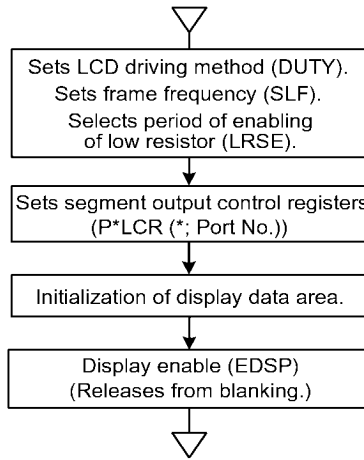 Sets LCD driving method (DUTY).
Sets frame frequency (SLF).
Selects period of enabling
of low resistor (LRSE).
Sets segment output control registers
(P*LCR (*; Port No.))
Initialization of display data area.
Display enable (EDSP)
(Releases from blanking.)